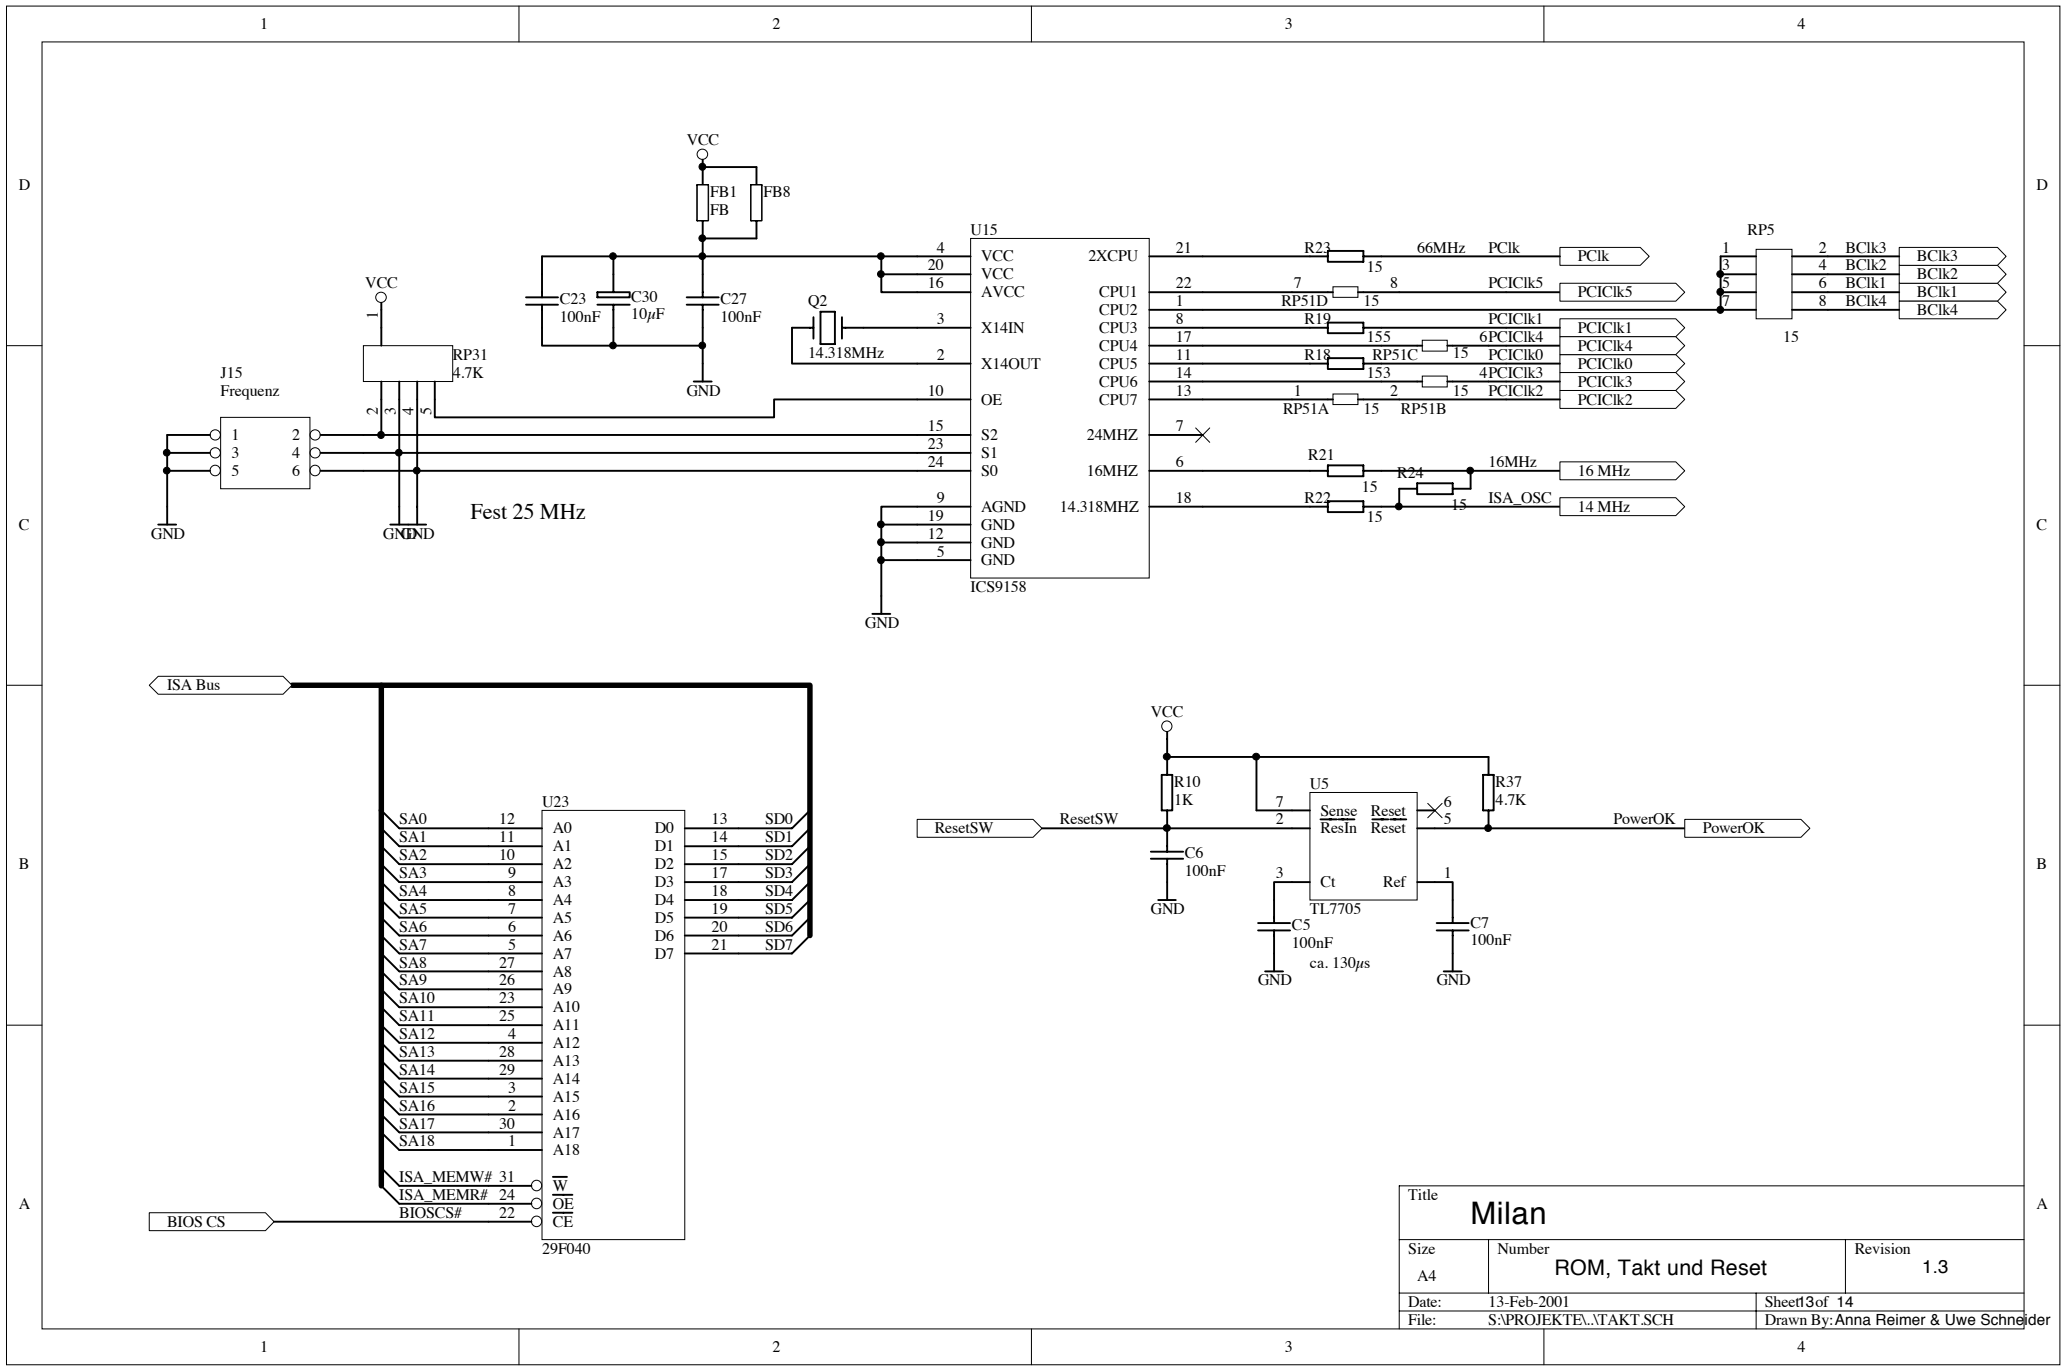 1 2 3 4
D D
C C
B B
A A
VCC
FB1 FB8
FB
C23 C30 C27
100nF 10µF 100nF
GND
VCC
1
RP31
4.7K
2 3 4 5
J15
Frequenz
1 2
3 4
5 6
GND
GND GND
Fest 25 MHz
Q2
14.318MHz
U15
4 VCC 2XCPU 21
20 VCC
16 AVCC CPU1 22
CPU2 1
3 X14IN CPU3 8
CPU4 17
2 X14OUT CPU5 11
CPU6 14
10 OE CPU7 13
15 S2 24MHZ 7
23 S1
24 S0 16MHZ 6
9 AGND 14.318MHZ 18
19 GND
12 GND
5 GND
ICS9158
GND
R23 15 66MHz PClk PClk
7 8 PCIClk5 PCIClk5
RP51D 15
R19 PCIClk1 PCIClk1
155 6 PCIClk4 PCIClk4
R18 RP51C 15 PCIClk0 PCIClk0
153 4 PCIClk3 PCIClk3
1 2 15 PCIClk2 PCIClk2
RP51A 15 RP51B
R21 15 16MHz 16 MHz
R24 15
R22 15 ISA_OSC 14 MHz
RP5
1 2 BClk3 BClk3
3 4 BClk2 BClk2
5 6 BClk1 BClk1
7 8 BClk4 BClk4
15
ISA Bus
U23
SA0 12 A0 D0 13 SD0
SA1 11 A1 D1 14 SD1
SA2 10 A2 D2 15 SD2
SA3 9 A3 D3 17 SD3
SA4 8 A4 D4 18 SD4
SA5 7 A5 D5 19 SD5
SA6 6 A6 D6 20 SD6
SA7 5 A7 D7 21 SD7
SA8 27 A8
SA9 26 A9
SA10 23 A10
SA11 25 A11
SA12 4 A12
SA13 28 A13
SA14 29 A14
SA15 3 A15
SA16 2 A16
SA17 30 A17
SA18 1 A18
ISA_MEMW# 31 W
ISA_MEMR# 24 OE
BIOS CS BIOSCS# 22 CE
29F040
VCC
R10
1K
U5
R37
4.7K
7 Sense Reset 6
ResetSW ResetSW 2 ResIn Reset 5 PowerOK PowerOK
C6
100nF
GND
3 Ct Ref 1
TL7705
C5
100nF
ca. 130µs
GND
C7
100nF
GND
Title
Milan
Size Number Revision
A4 ROM, Takt und Reset 1.3
Date: 13-Feb-2001 Sheet13of 14
File: S:\PROJEKTE\..\TAKT.SCH Drawn By:Anna Reimer & Uwe Schneider
1 2 3 4